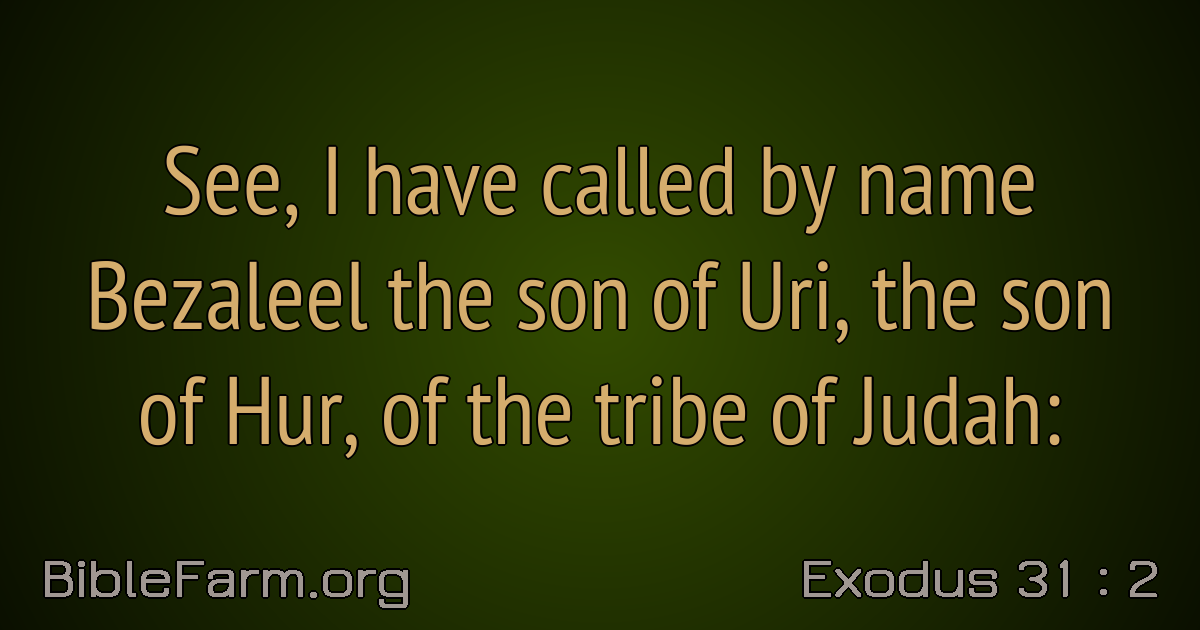 See, I have called by name
Bezaleel the son of Uri, the son
of Hur, of the tribe of Judah:
BibleFarm.org
Exodus 31 : 2